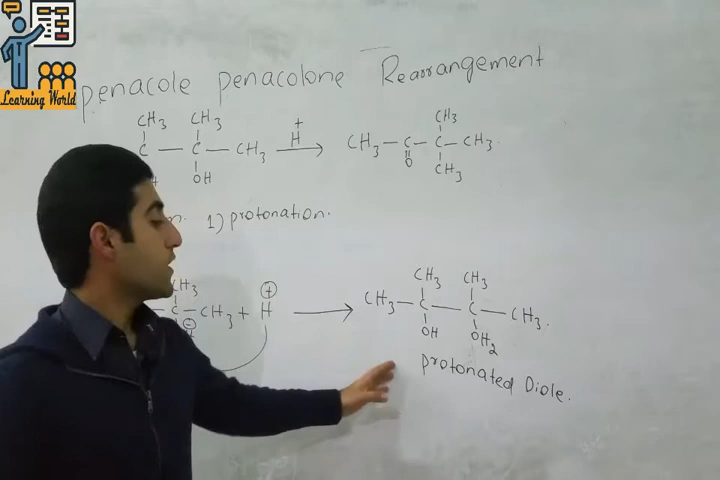 Learning World
penacole penacolone Rearrangement
CH3 CH3 CH3
C — C — CH3 H+ → CH3 — C — C — CH3
OH O CH3
1) protonation.
CH3 CH3 CH3
C — CH3 + H ⊕ → CH3 — C — C — CH3.
⊖ OH OH2
protonated Diole.